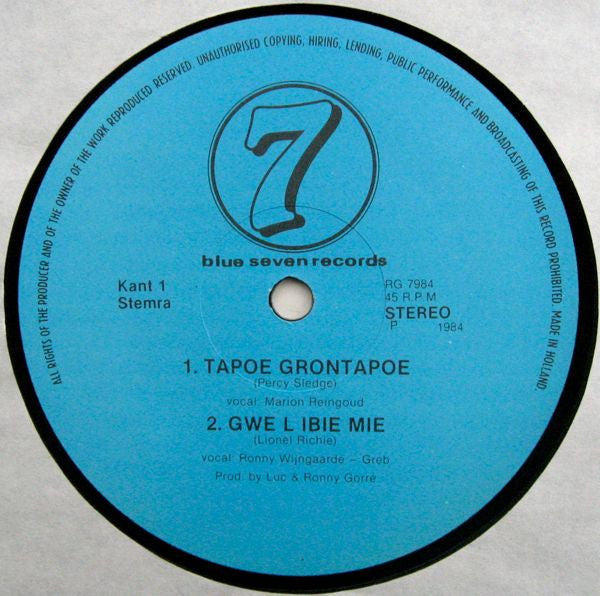 ALL RIGHTS OF THE PRODUCER AND OF THE OWNER OF THE WORK REPRODUCED RESERVED. UNAUTHORISED COPYING, HIRING, LENDING, PUBLIC PERFORMANCE AND BROADCASTING OF THIS RECORD PROHIBITED. MADE IN HOLLAND.
7
blue seven records
Kant 1
Stemra
RG 7984
45 R.P.M
STEREO
P 1984
1. TAPOE GRONTAPOE
(Percy Sledge)
vocal: Marion Reingoud
2. GWE L IBIE MIE
(Lionel Richie)
vocal: Ronny Wijngaarde – Greb
Prod. by Luc & Ronny Gorré